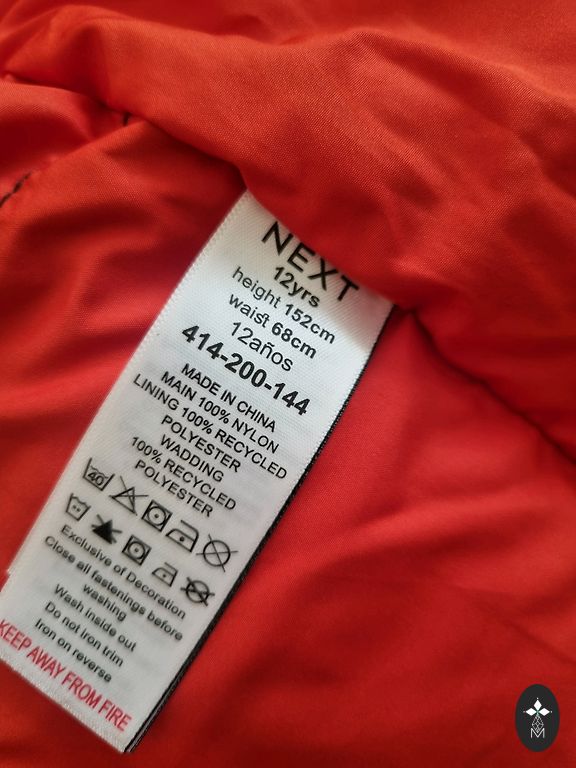 NEXT
12yrs
height 152cm
waist 68cm
12años
414-200-144
MADE IN CHINA
MAIN 100% NYLON
LINING 100% RECYCLED
POLYESTER
WADDING
100% RECYCLED
POLYESTER
40
Exclusive of Decoration
Close all fastenings before
washing
Wash inside out
Do not iron trim
Iron on reverse
KEEP AWAY FROM FIRE
M